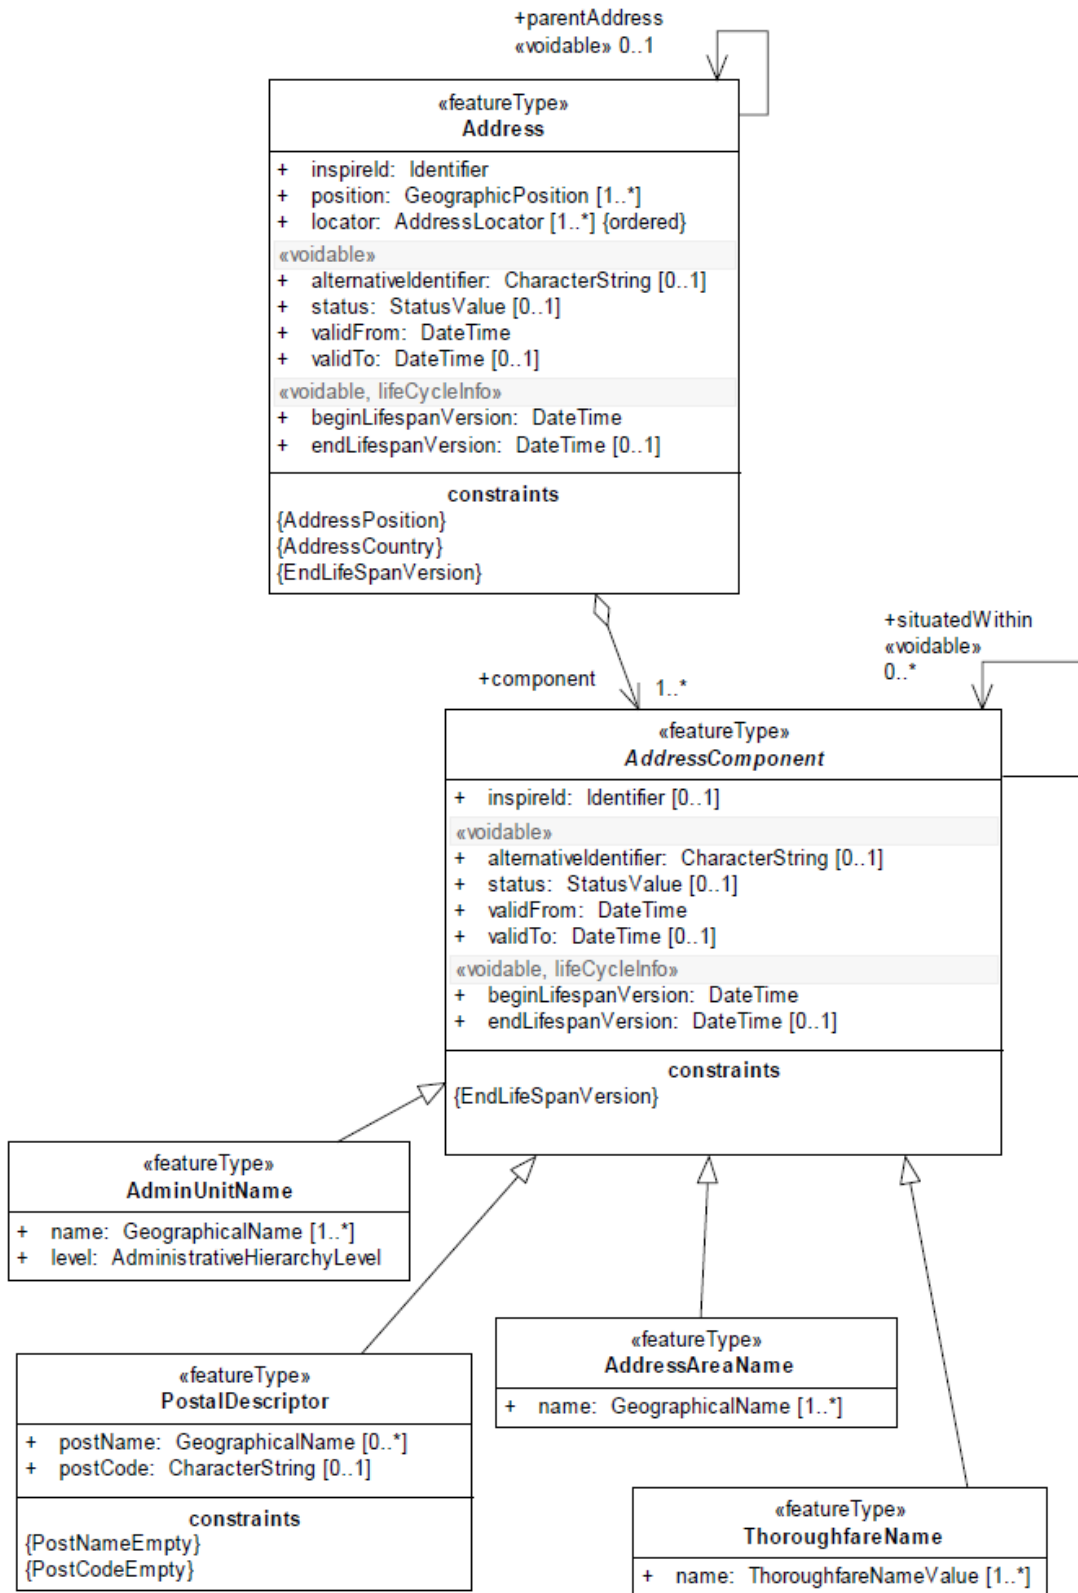 +parentAddress
«voidable» 0..1
«featureType»
Address
+ inspireId: Identifier
+ position: GeographicPosition [1..*]
+ locator: AddressLocator [1..*] {ordered}
«voidable»
+ alternativeIdentifier: CharacterString [0..1]
+ status: StatusValue [0..1]
+ validFrom: DateTime
+ validTo: DateTime [0..1]
«voidable, lifeCycleInfo»
+ beginLifespanVersion: DateTime
+ endLifespanVersion: DateTime [0..1]
constraints
{AddressPosition}
{AddressCountry}
{EndLifeSpanVersion}
+situatedWithin
«voidable»
0..*
+component 1..*
«featureType»
AddressComponent
+ inspireId: Identifier [0..1]
«voidable»
+ alternativeIdentifier: CharacterString [0..1]
+ status: StatusValue [0..1]
+ validFrom: DateTime
+ validTo: DateTime [0..1]
«voidable, lifeCycleInfo»
+ beginLifespanVersion: DateTime
+ endLifespanVersion: DateTime [0..1]
constraints
{EndLifeSpanVersion}
«featureType»
AdminUnitName
+ name: GeographicalName [1..*]
+ level: AdministrativeHierarchyLevel
«featureType»
PostalDescriptor
+ postName: GeographicalName [0..*]
+ postCode: CharacterString [0..1]
constraints
{PostNameEmpty}
{PostCodeEmpty}
«featureType»
AddressAreaName
+ name: GeographicalName [1..*]
«featureType»
ThoroughfareName
+ name: ThoroughfareNameValue [1..*]